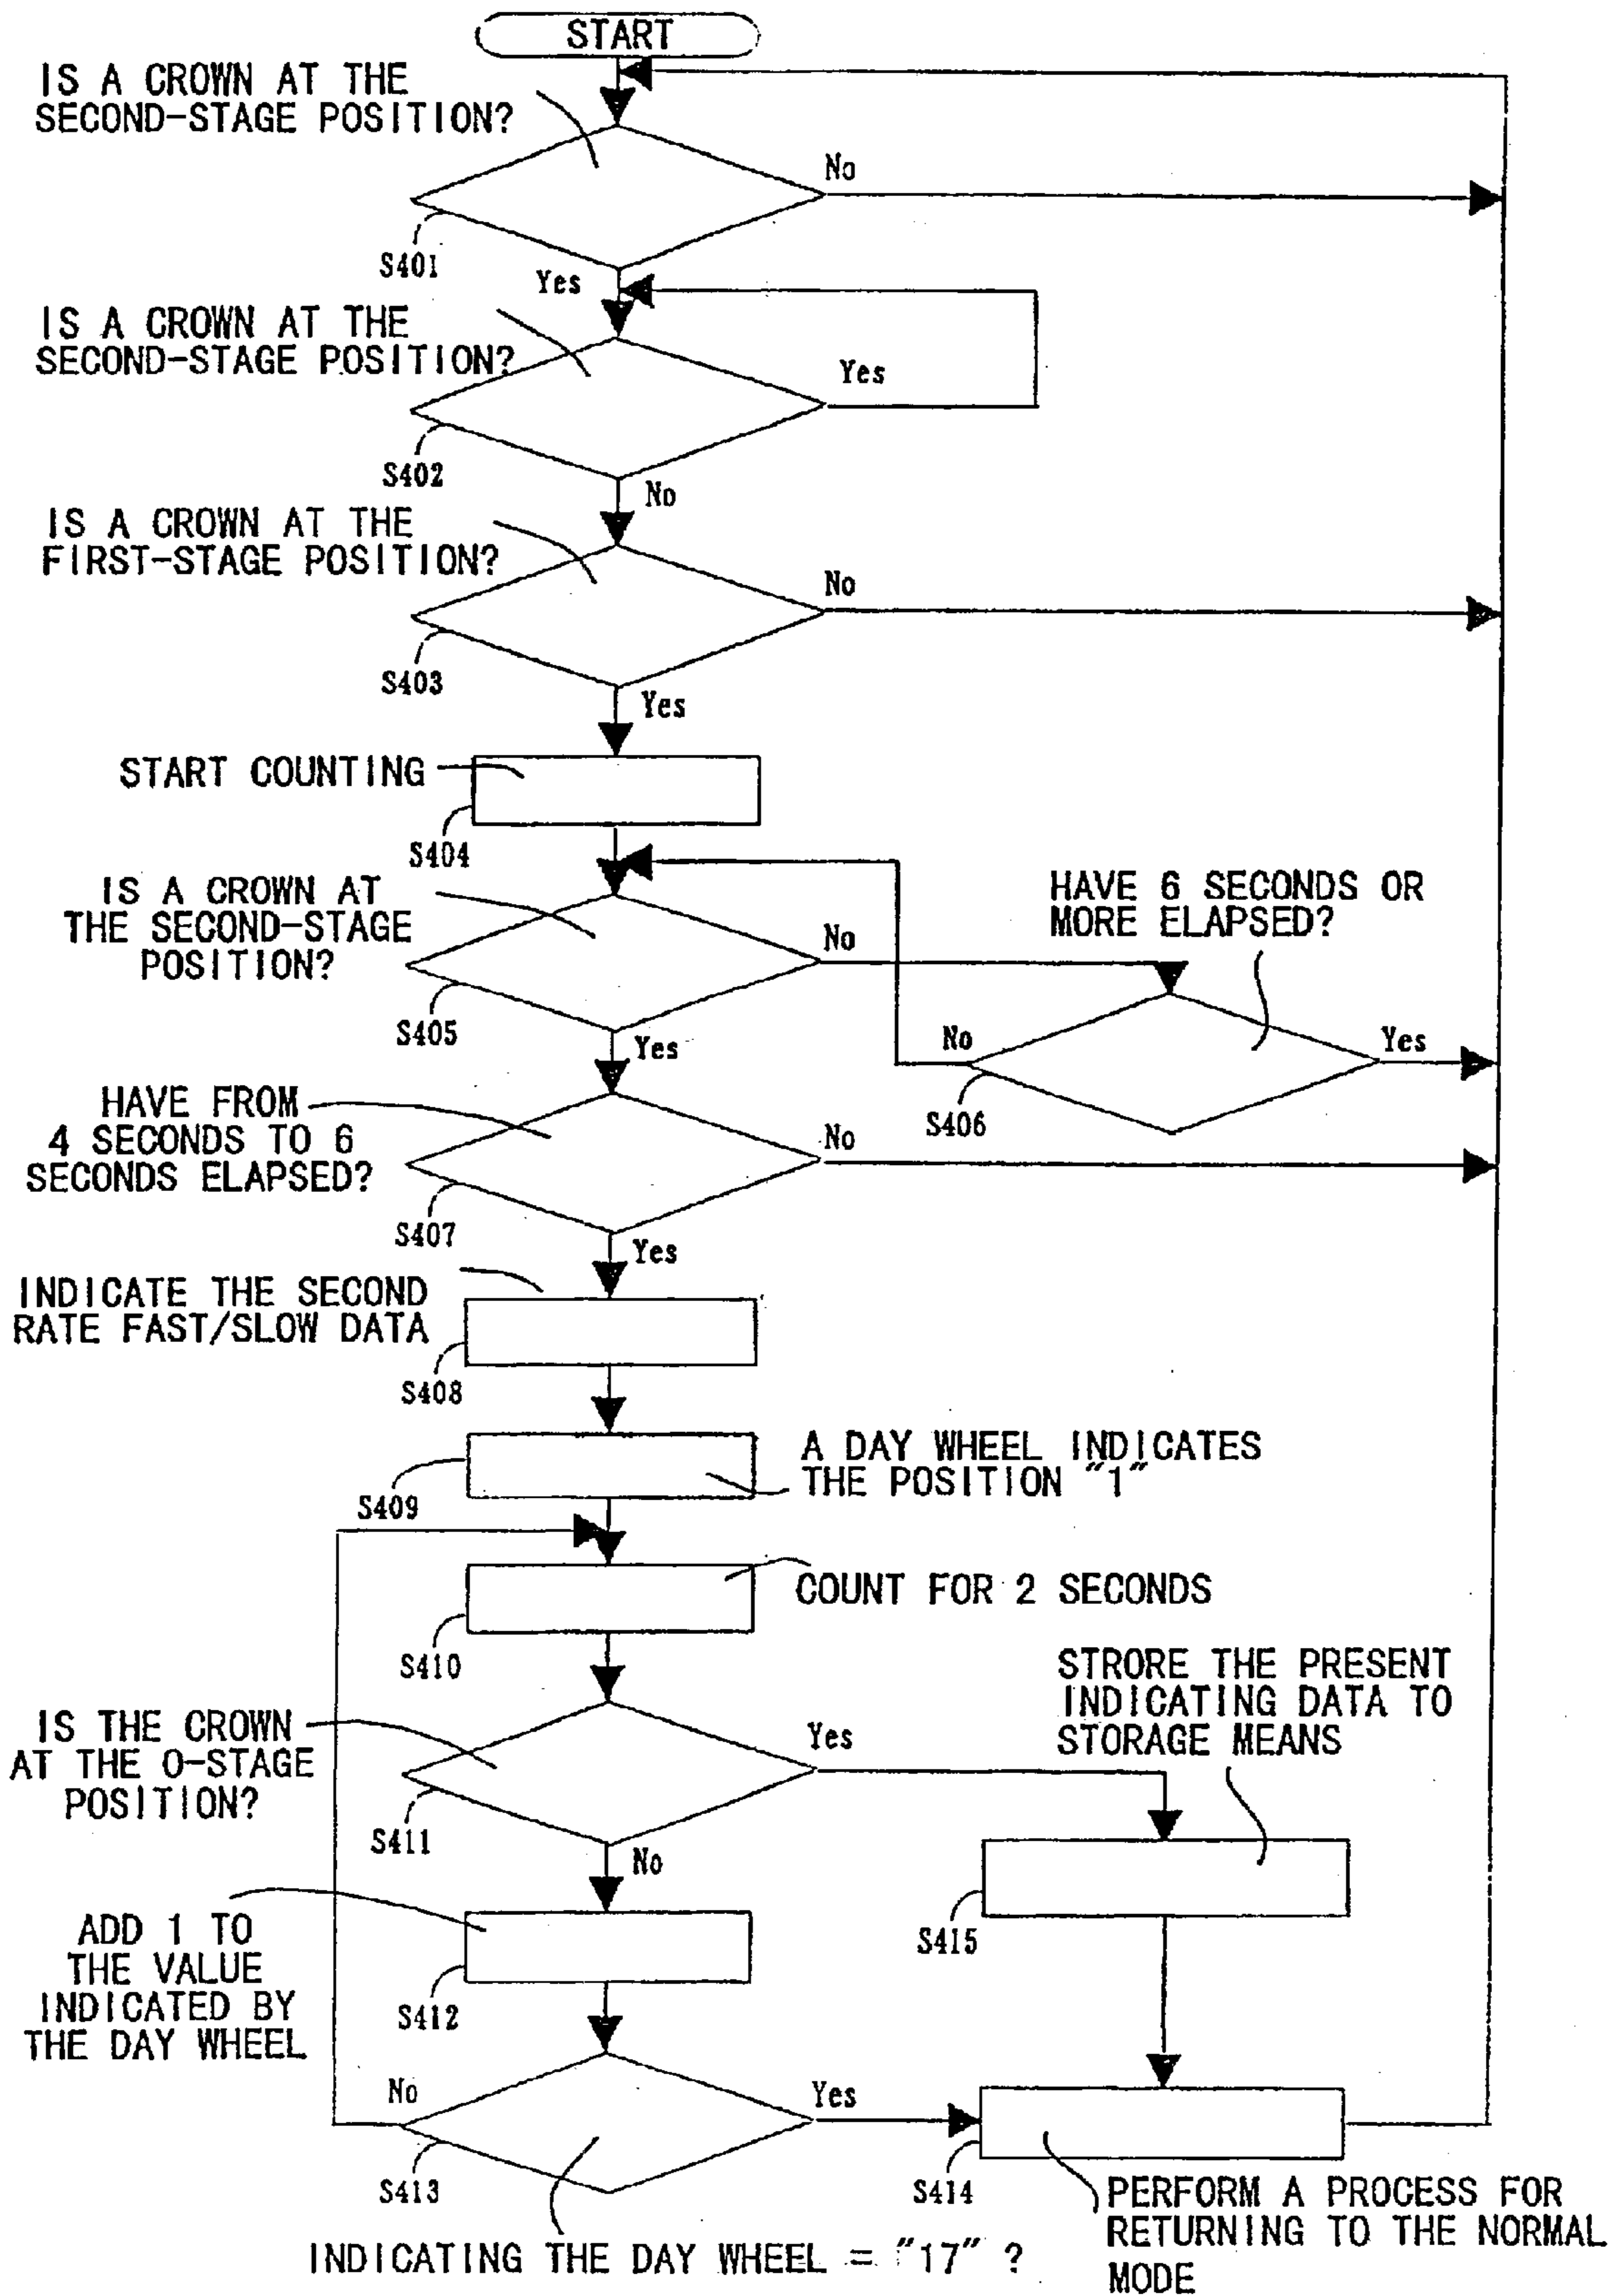 START
IS A CROWN AT THE
SECOND-STAGE POSITION?
No
S401
Yes
IS A CROWN AT THE
SECOND-STAGE POSITION?
Yes
S402
No
IS A CROWN AT THE
FIRST-STAGE POSITION?
No
S403
Yes
START COUNTING
S404
IS A CROWN AT
THE SECOND-STAGE
POSITION?
No
HAVE 6 SECONDS OR
MORE ELAPSED?
S405
Yes
No
Yes
S406
HAVE FROM
4 SECONDS TO 6
SECONDS ELAPSED?
No
S407
Yes
INDICATE THE SECOND
RATE FAST/SLOW DATA
S408
A DAY WHEEL INDICATES
THE POSITION "1"
S409
COUNT FOR 2 SECONDS
S410
STRORE THE PRESENT
INDICATING DATA TO
STORAGE MEANS
IS THE CROWN
AT THE 0-STAGE
POSITION?
Yes
S411
No
S415
ADD 1 TO
THE VALUE
INDICATED BY
THE DAY WHEEL
S412
No
Yes
S413
S414
PERFORM A PROCESS FOR
RETURNING TO THE NORMAL
MODE
INDICATING THE DAY WHEEL = "17" ?